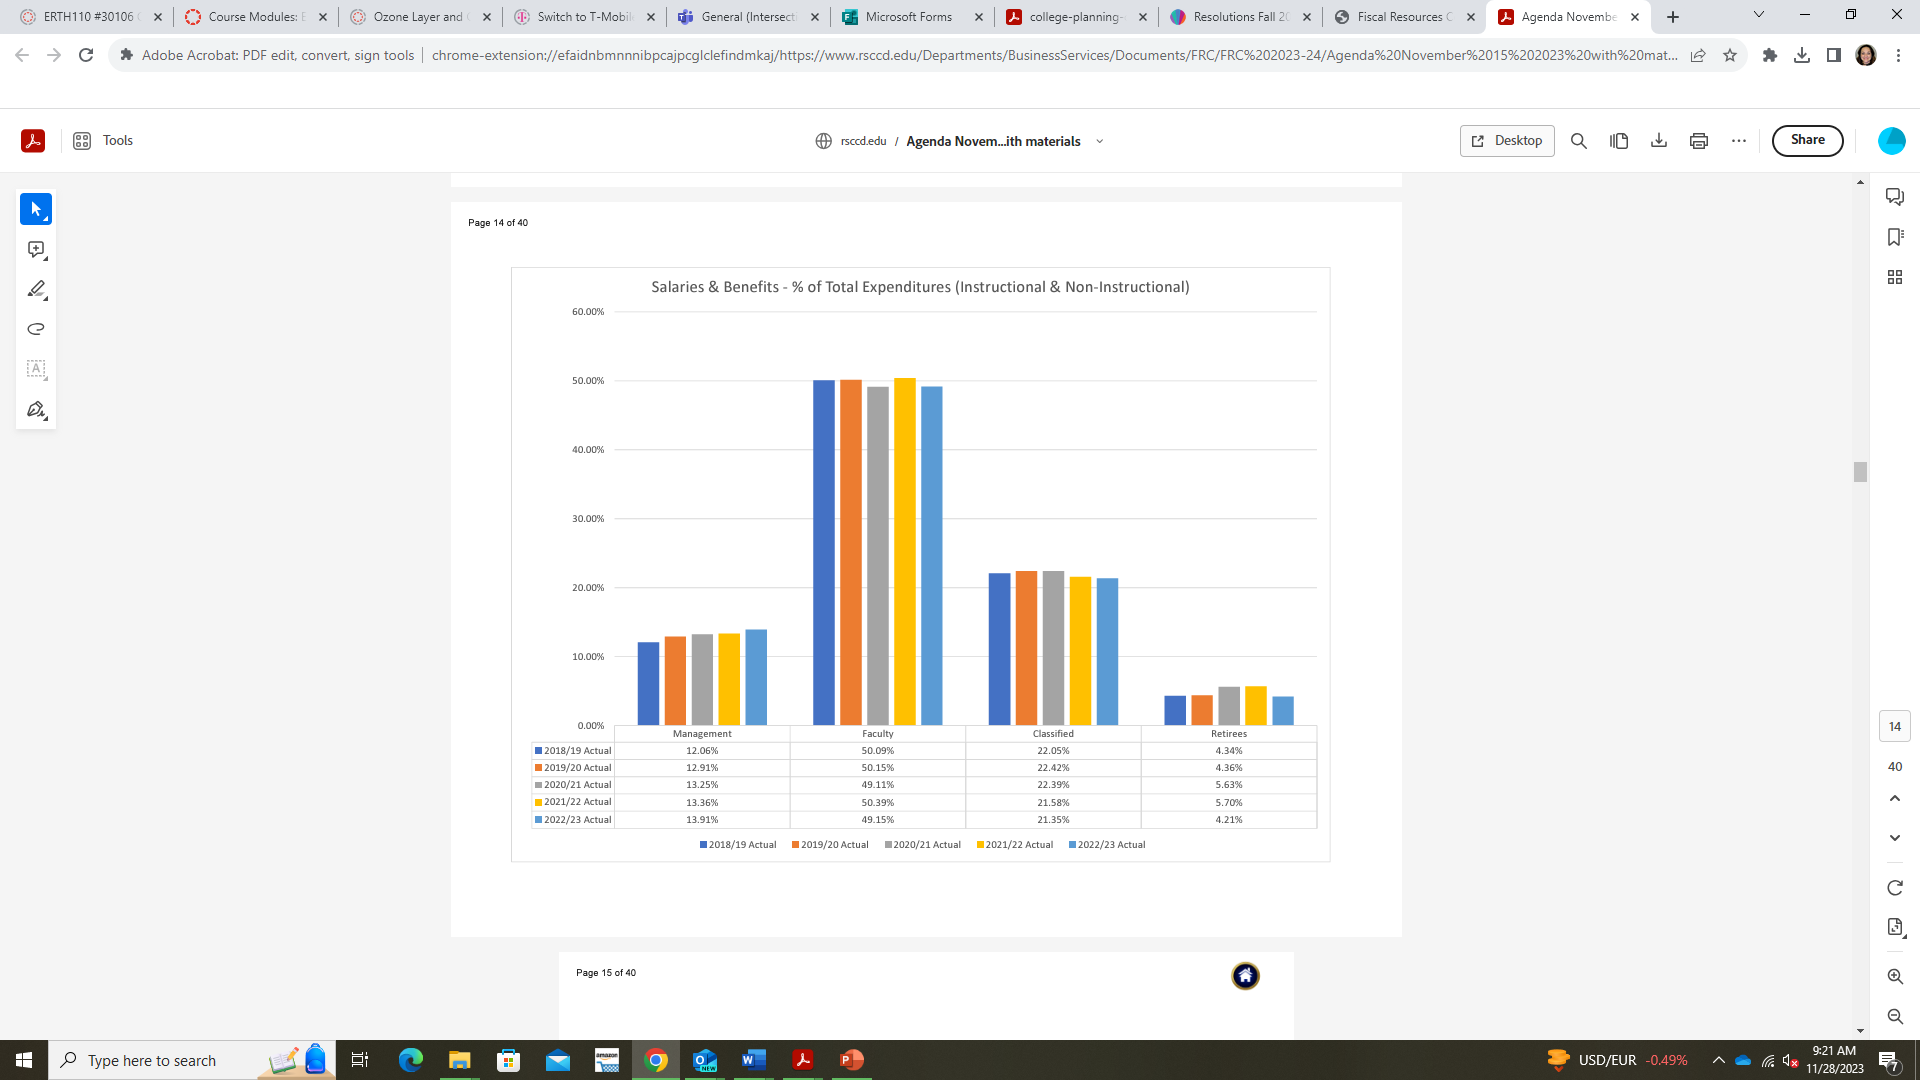 ERTH110 #30106
Course Modules: E
Ozone Layer and
Switch to T-Mobil
General (Intersect
Microsoft Forms
college-planning-
Resolutions Fall 20
Fiscal Resources C
Agenda Novembe
Adobe Acrobat: PDF edit, convert, sign tools
chrome-extension://efaidnbmnnnibpcajpcglclefindmkaj/https://www.rsccd.edu/Departments/BusinessServices/Documents/FRC/FRC%202023-24/Agenda%20November%2015%202023%20with%20mat...
Tools
rsccd.edu / Agenda Novem...ith materials
Desktop
Share
Page 14 of 40
Salaries & Benefits - % of Total Expenditures (Instructional & Non-Instructional)
60.00%
50.00%
40.00%
30.00%
20.00%
10.00%
0.00%
Management Faculty Classified Retirees
2018/19 Actual 12.06% 50.09% 22.05% 4.34%
2019/20 Actual 12.91% 50.15% 22.42% 4.36%
2020/21 Actual 13.25% 49.11% 22.39% 5.63%
2021/22 Actual 13.36% 50.39% 21.58% 5.70%
2022/23 Actual 13.91% 49.15% 21.35% 4.21%
2018/19 Actual 2019/20 Actual 2020/21 Actual 2021/22 Actual 2022/23 Actual
14
40
Page 15 of 40
Type here to search
amazon
NEW
USD/EUR -0.49%
9:21 AM
11/28/2023
7